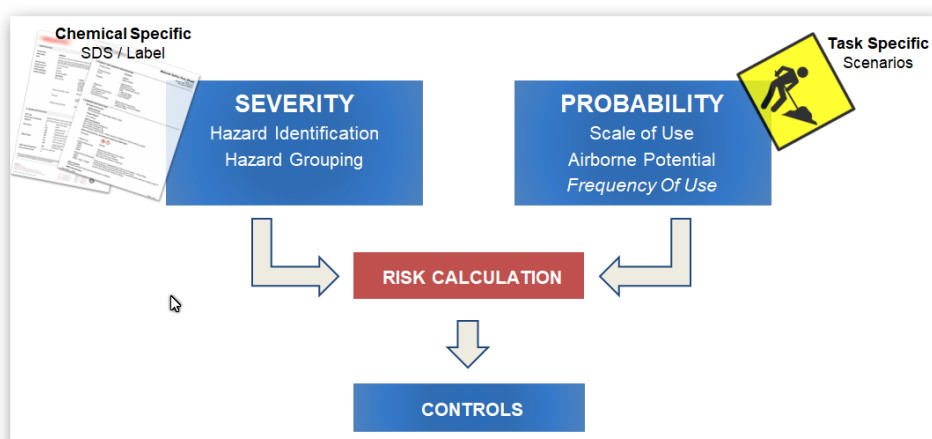 Chemical Specific
SDS / Label
Task Specific
Scenarios
SEVERITY
Hazard Identification
Hazard Grouping
PROBABILITY
Scale of Use
Airborne Potential
Frequency Of Use
RISK CALCULATION
CONTROLS